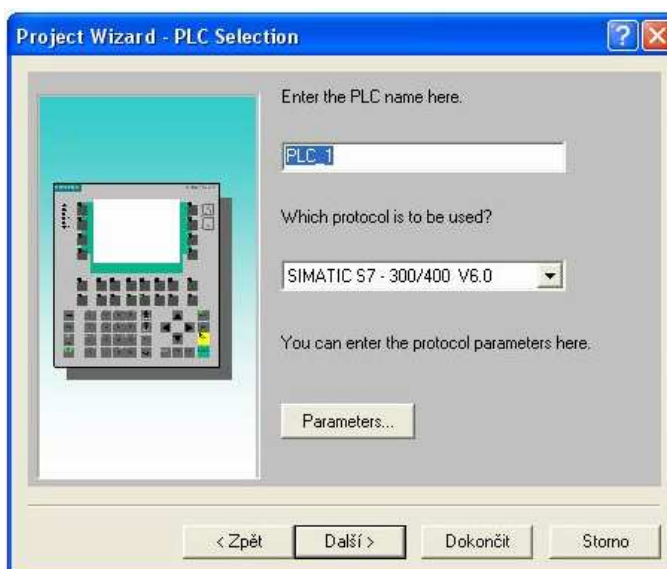 Project Wizard - PLC Selection
Enter the PLC name here.
PLC_1
Which protocol is to be used?
SIMATIC S7 - 300/400 V6.0
You can enter the protocol parameters here.
Parameters...
< Zpět
Další >
Dokončit
Storno